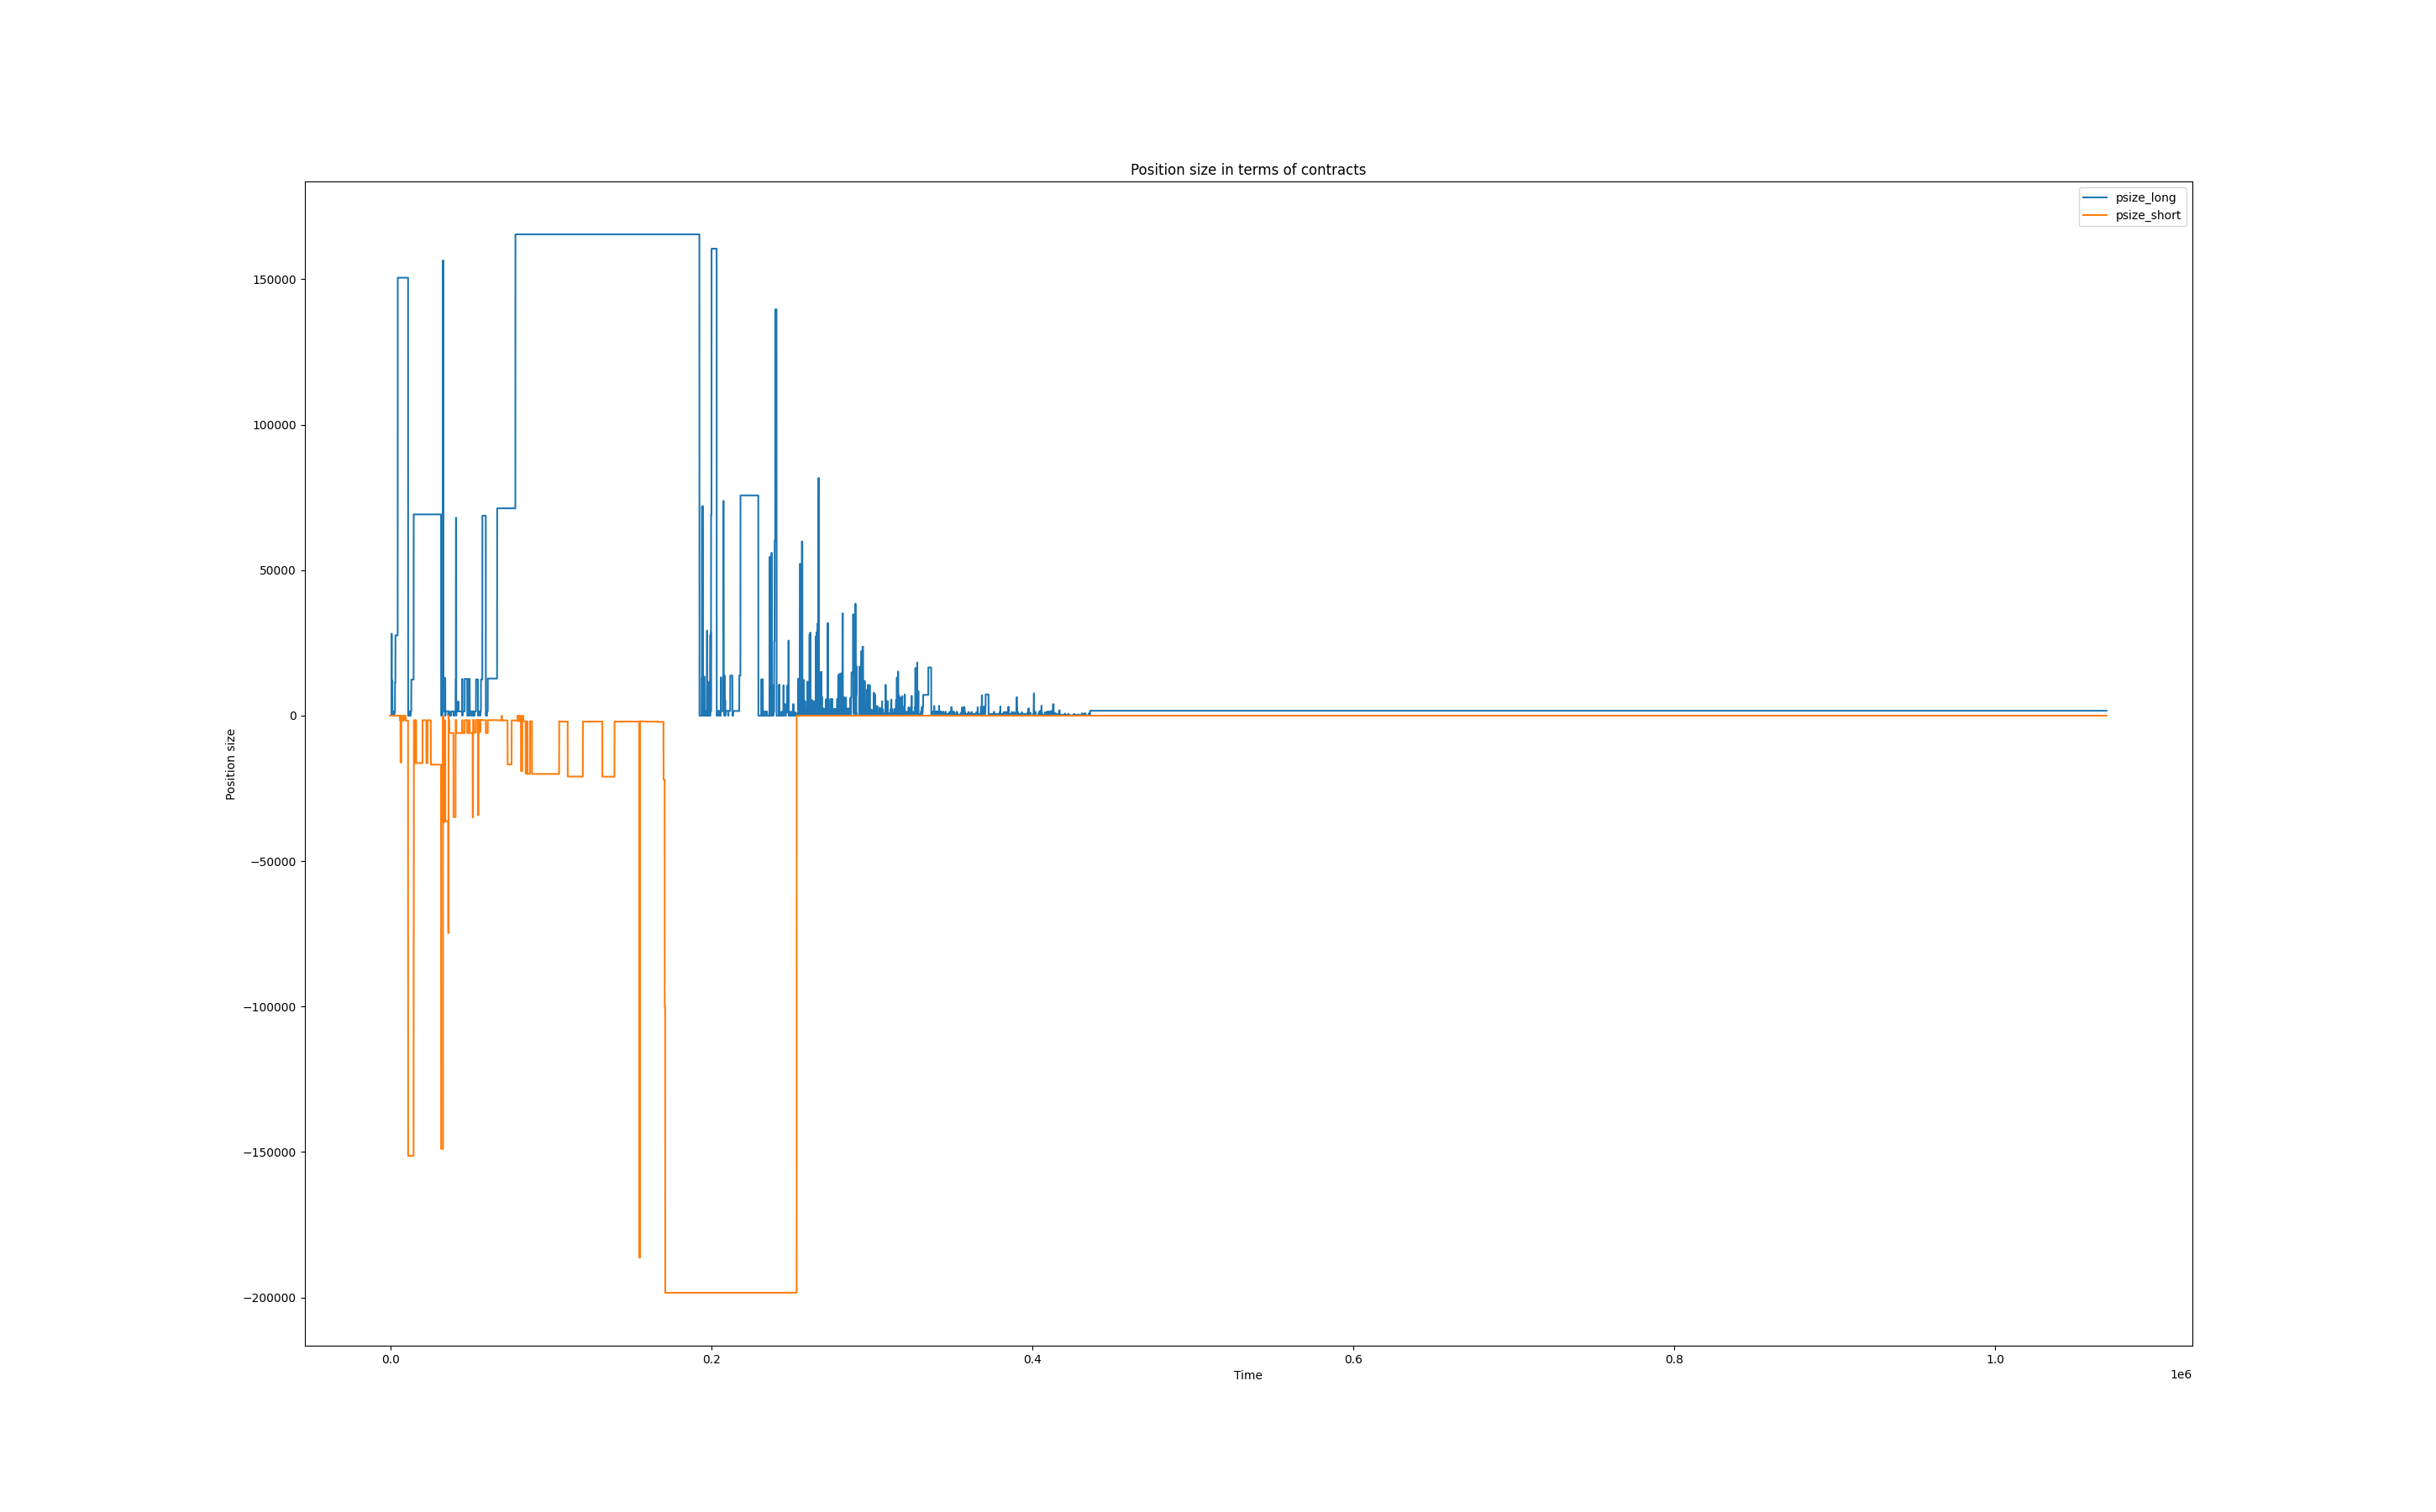 Position size in terms of contracts
psize_long
psize_short
150000
100000
50000
0
−50000
−100000
−150000
−200000
Position size
0.0
0.2
0.4
0.6
0.8
1.0
Time
1e6